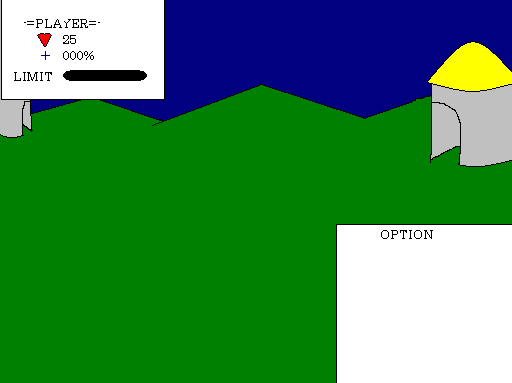 -=PLAYER=-
25
+ 000%
LIMIT
OPTION